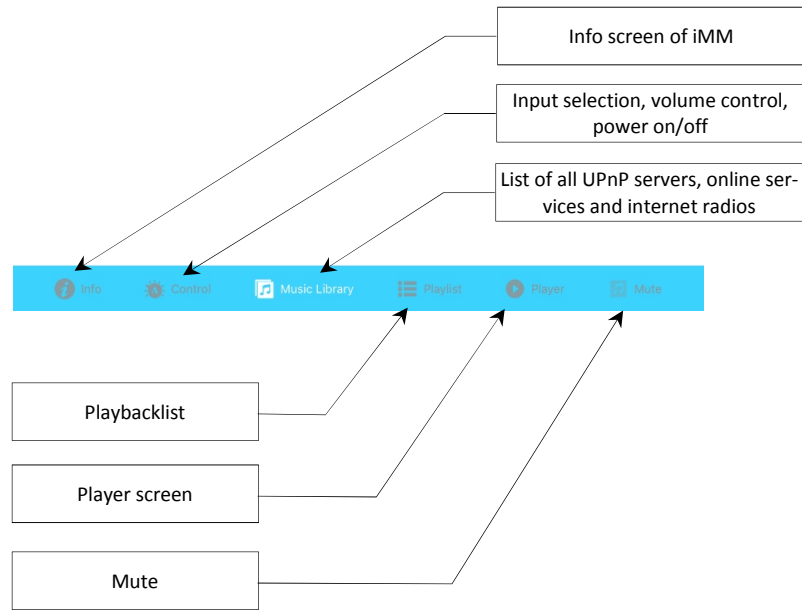 Info screen of iMM
Input selection, volume control,
power on/off
List of all UPnP servers, online ser-
vices and internet radios
Info Control Music Library Playlist Player Mute
Playbacklist
Player screen
Mute